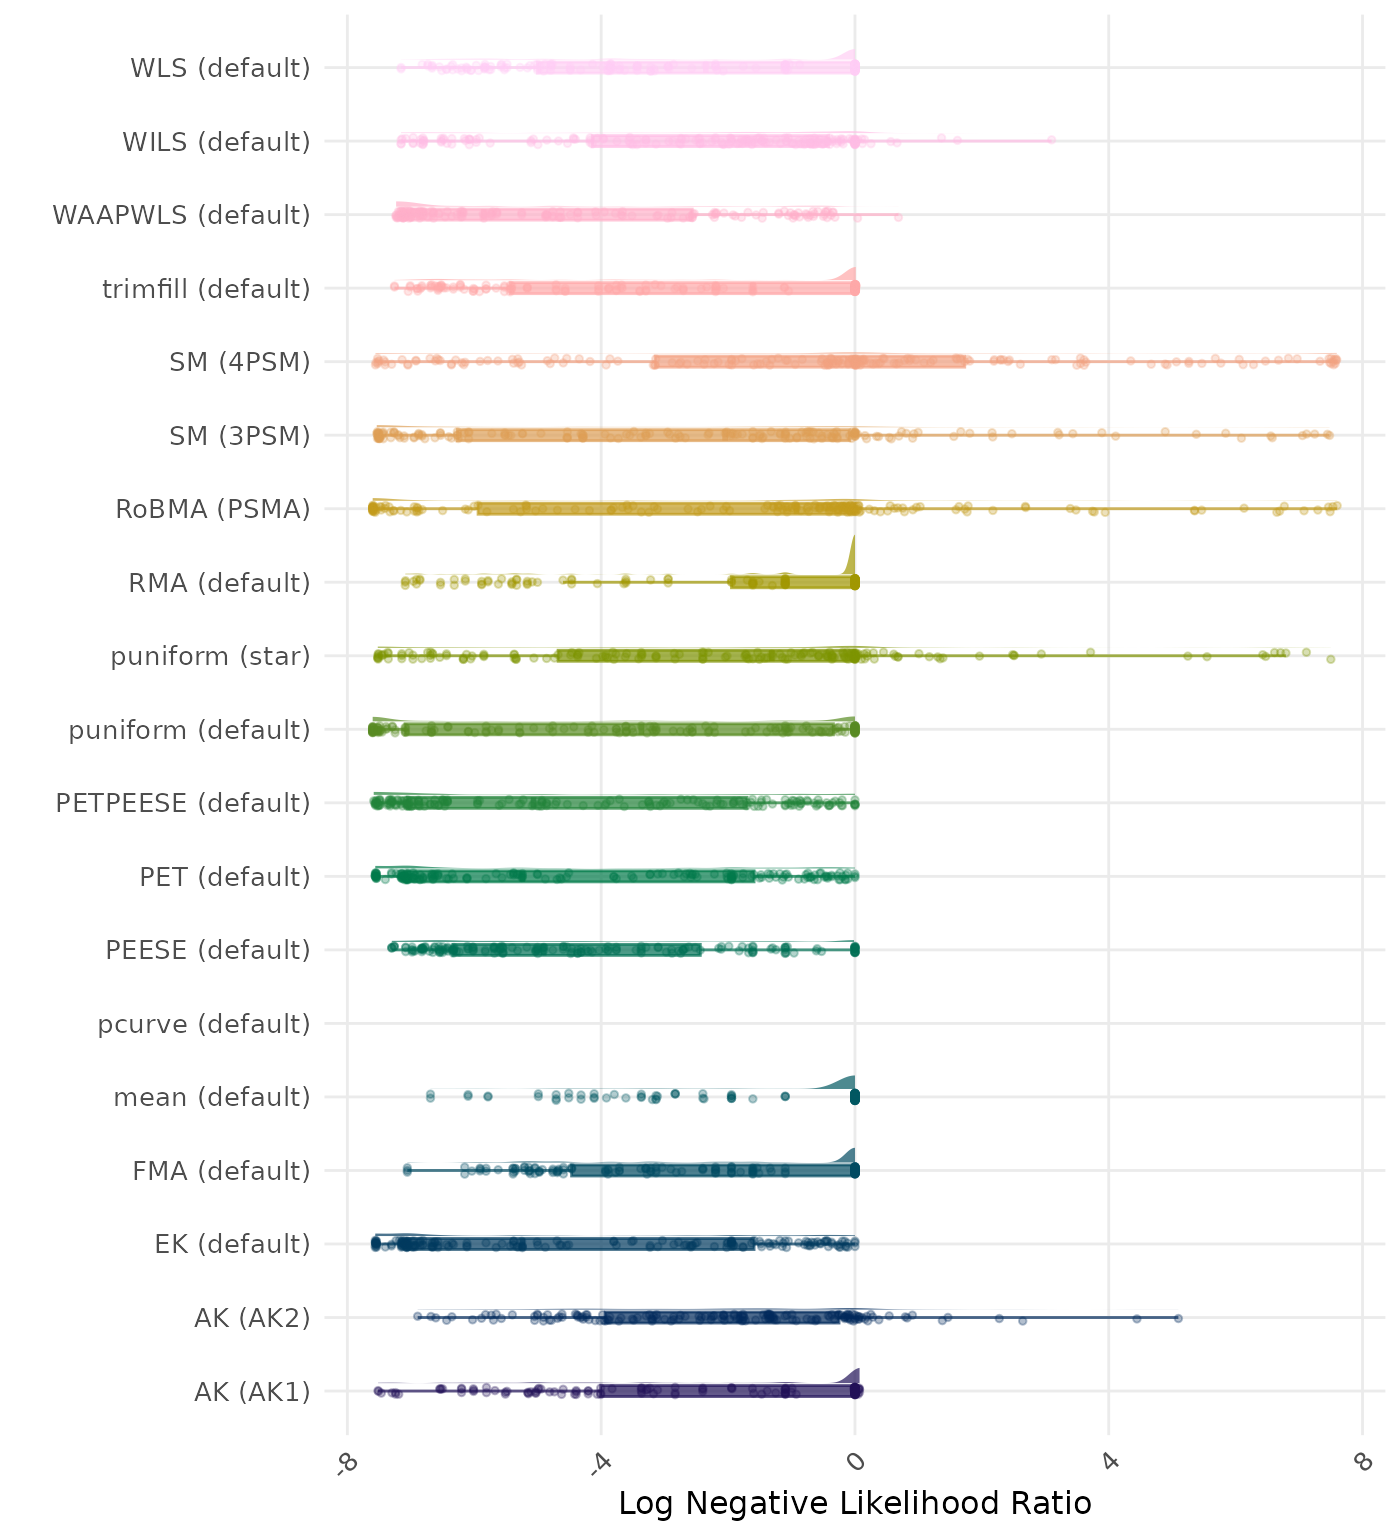 WLS (default)
WILS (default)
WAAPWLS (default)
trimfill (default)
SM (4PSM)
SM (3PSM)
RoBMA (PSMA)
RMA (default)
puniform (star)
puniform (default)
PETPEESE (default)
PET (default)
PEESE (default)
pcurve (default)
mean (default)
FMA (default)
EK (default)
AK (AK2)
AK (AK1)
-8 -4 0 4 8
Log Negative Likelihood Ratio